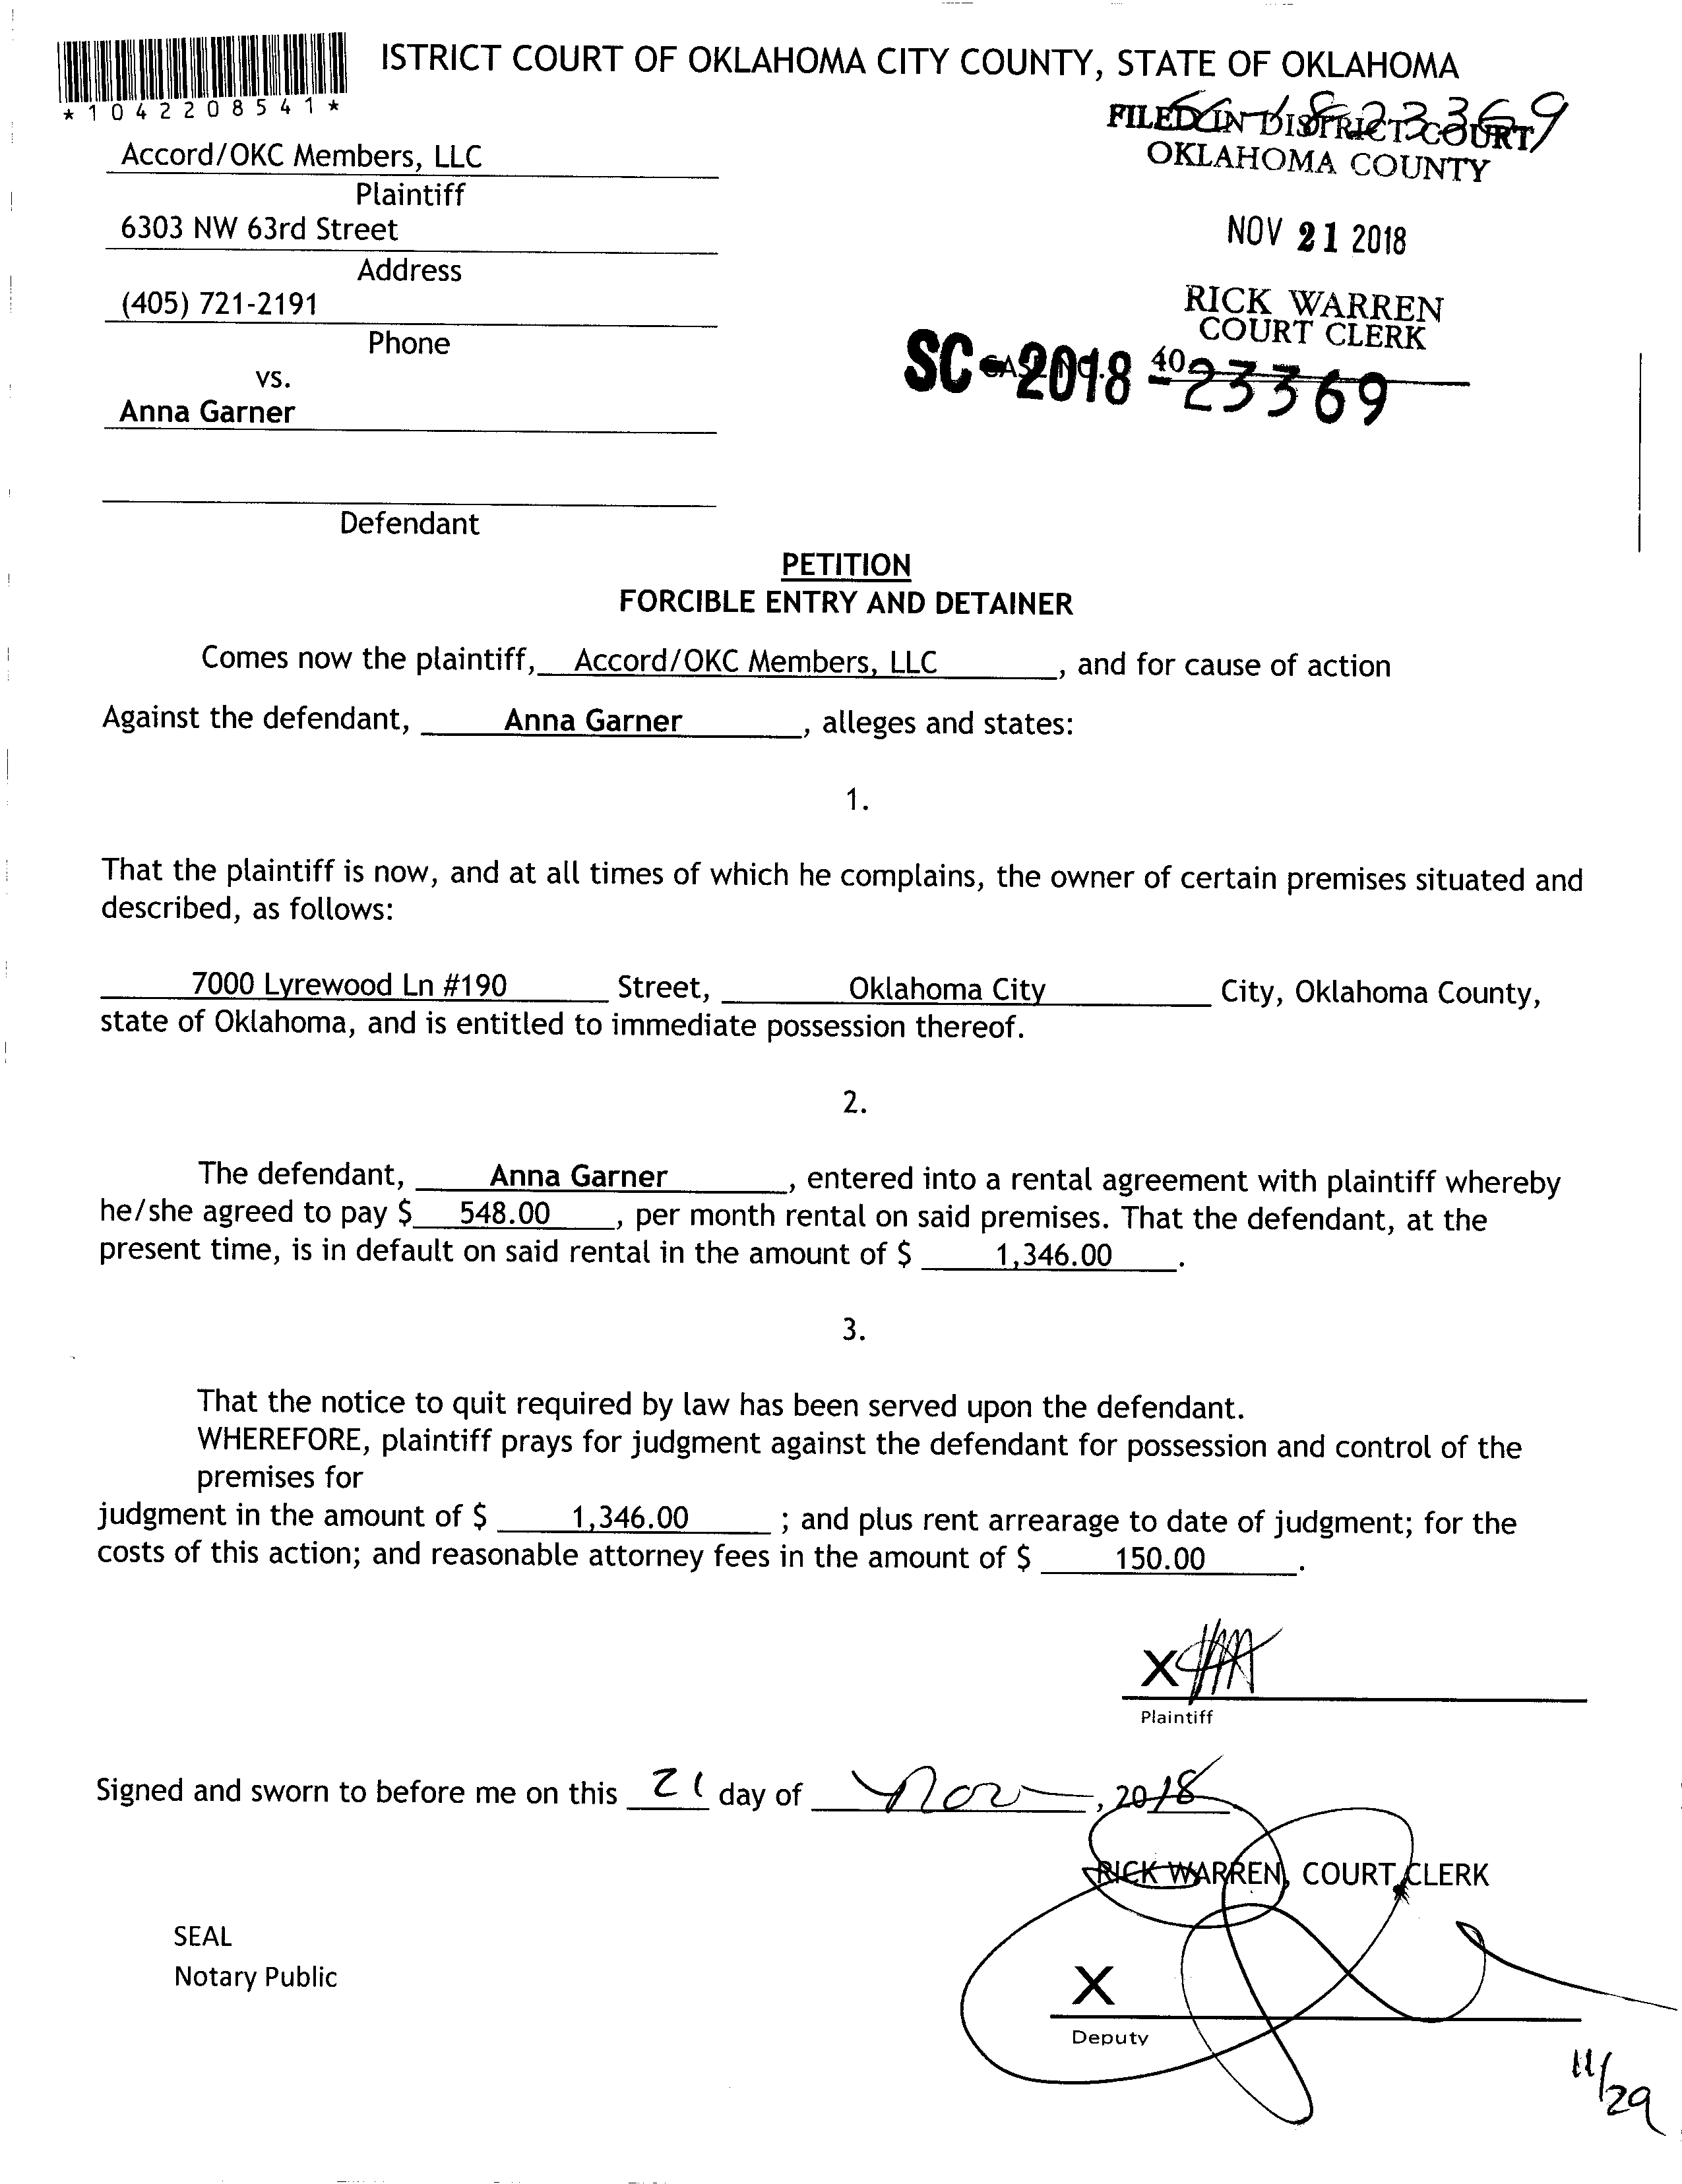 ISTRICT COURT OF OKLAHOMA CITY COUNTY, STATE OF OKLAHOMA
*1042208541*
FILED IN DISTRICT COURT
OKLAHOMA COUNTY
Accord/OKC Members, LLC
Plaintiff
6303 NW 63rd Street
Address
(405) 721-2191
Phone
vs.
Anna Garner
Defendant
NOV 21 2018
RICK WARREN
COURT CLERK
40
SC-2018-23369
PETITION
FORCIBLE ENTRY AND DETAINER
Comes now the plaintiff, Accord/OKC Members, LLC, and for cause of action
Against the defendant, Anna Garner, alleges and states:
1.
That the plaintiff is now, and at all times of which he complains, the owner of certain premises situated and
described, as follows:
7000 Lyrewood Ln #190 Street, Oklahoma City City, Oklahoma County,
state of Oklahoma, and is entitled to immediate possession thereof.
2.
The defendant, Anna Garner, entered into a rental agreement with plaintiff whereby
he/she agreed to pay $ 548.00, per month rental on said premises. That the defendant, at the
present time, is in default on said rental in the amount of $ 1,346.00.
3.
That the notice to quit required by law has been served upon the defendant.
WHEREFORE, plaintiff prays for judgment against the defendant for possession and control of the
premises for
judgment in the amount of $ 1,346.00 ; and plus rent arrearage to date of judgment; for the
costs of this action; and reasonable attorney fees in the amount of $ 150.00.
X
Plaintiff
Signed and sworn to before me on this 21 day of Nov, 2018
RICK WARREN, COURT CLERK
SEAL
Notary Public
X
Deputy
11/29